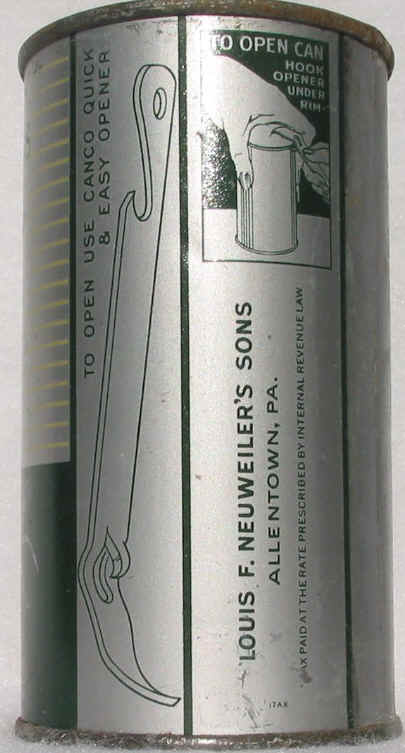 TO OPEN USE CANCO QUICK
& EASY OPENER
TO OPEN CAN
HOOK
OPENER
UNDER
RIM-
LOUIS F. NEUWEILER'S SONS
ALLENTOWN, PA.
AX PAID AT THE RATE PRESCRIBED BY INTERNAL REVENUE LAW